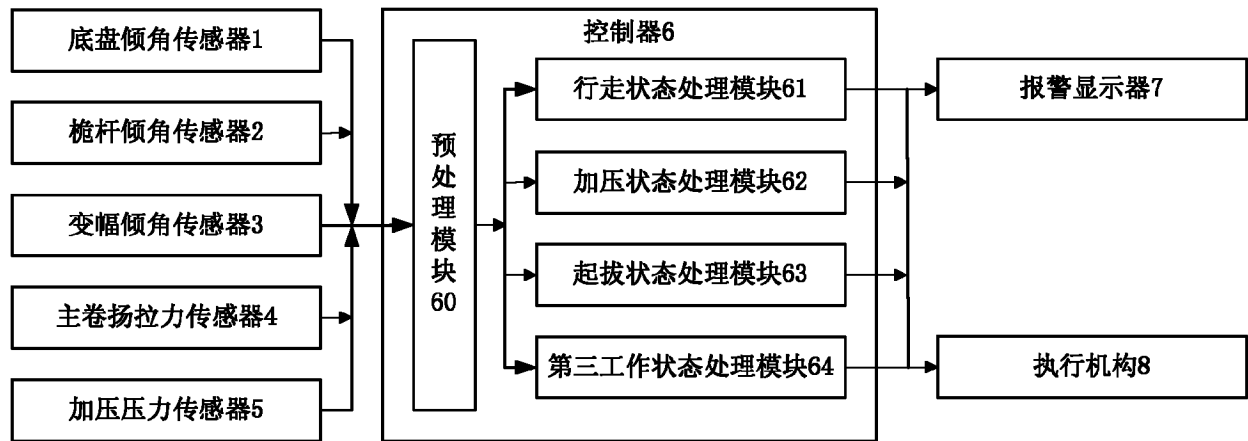 底盘倾角传感器1
桅杆倾角传感器2
变幅倾角传感器3
主卷扬拉力传感器4
加压压力传感器5
控制器6
预处理模块60
行走状态处理模块61
加压状态处理模块62
起拔状态处理模块63
第三工作状态处理模块64
报警显示器7
执行机构8